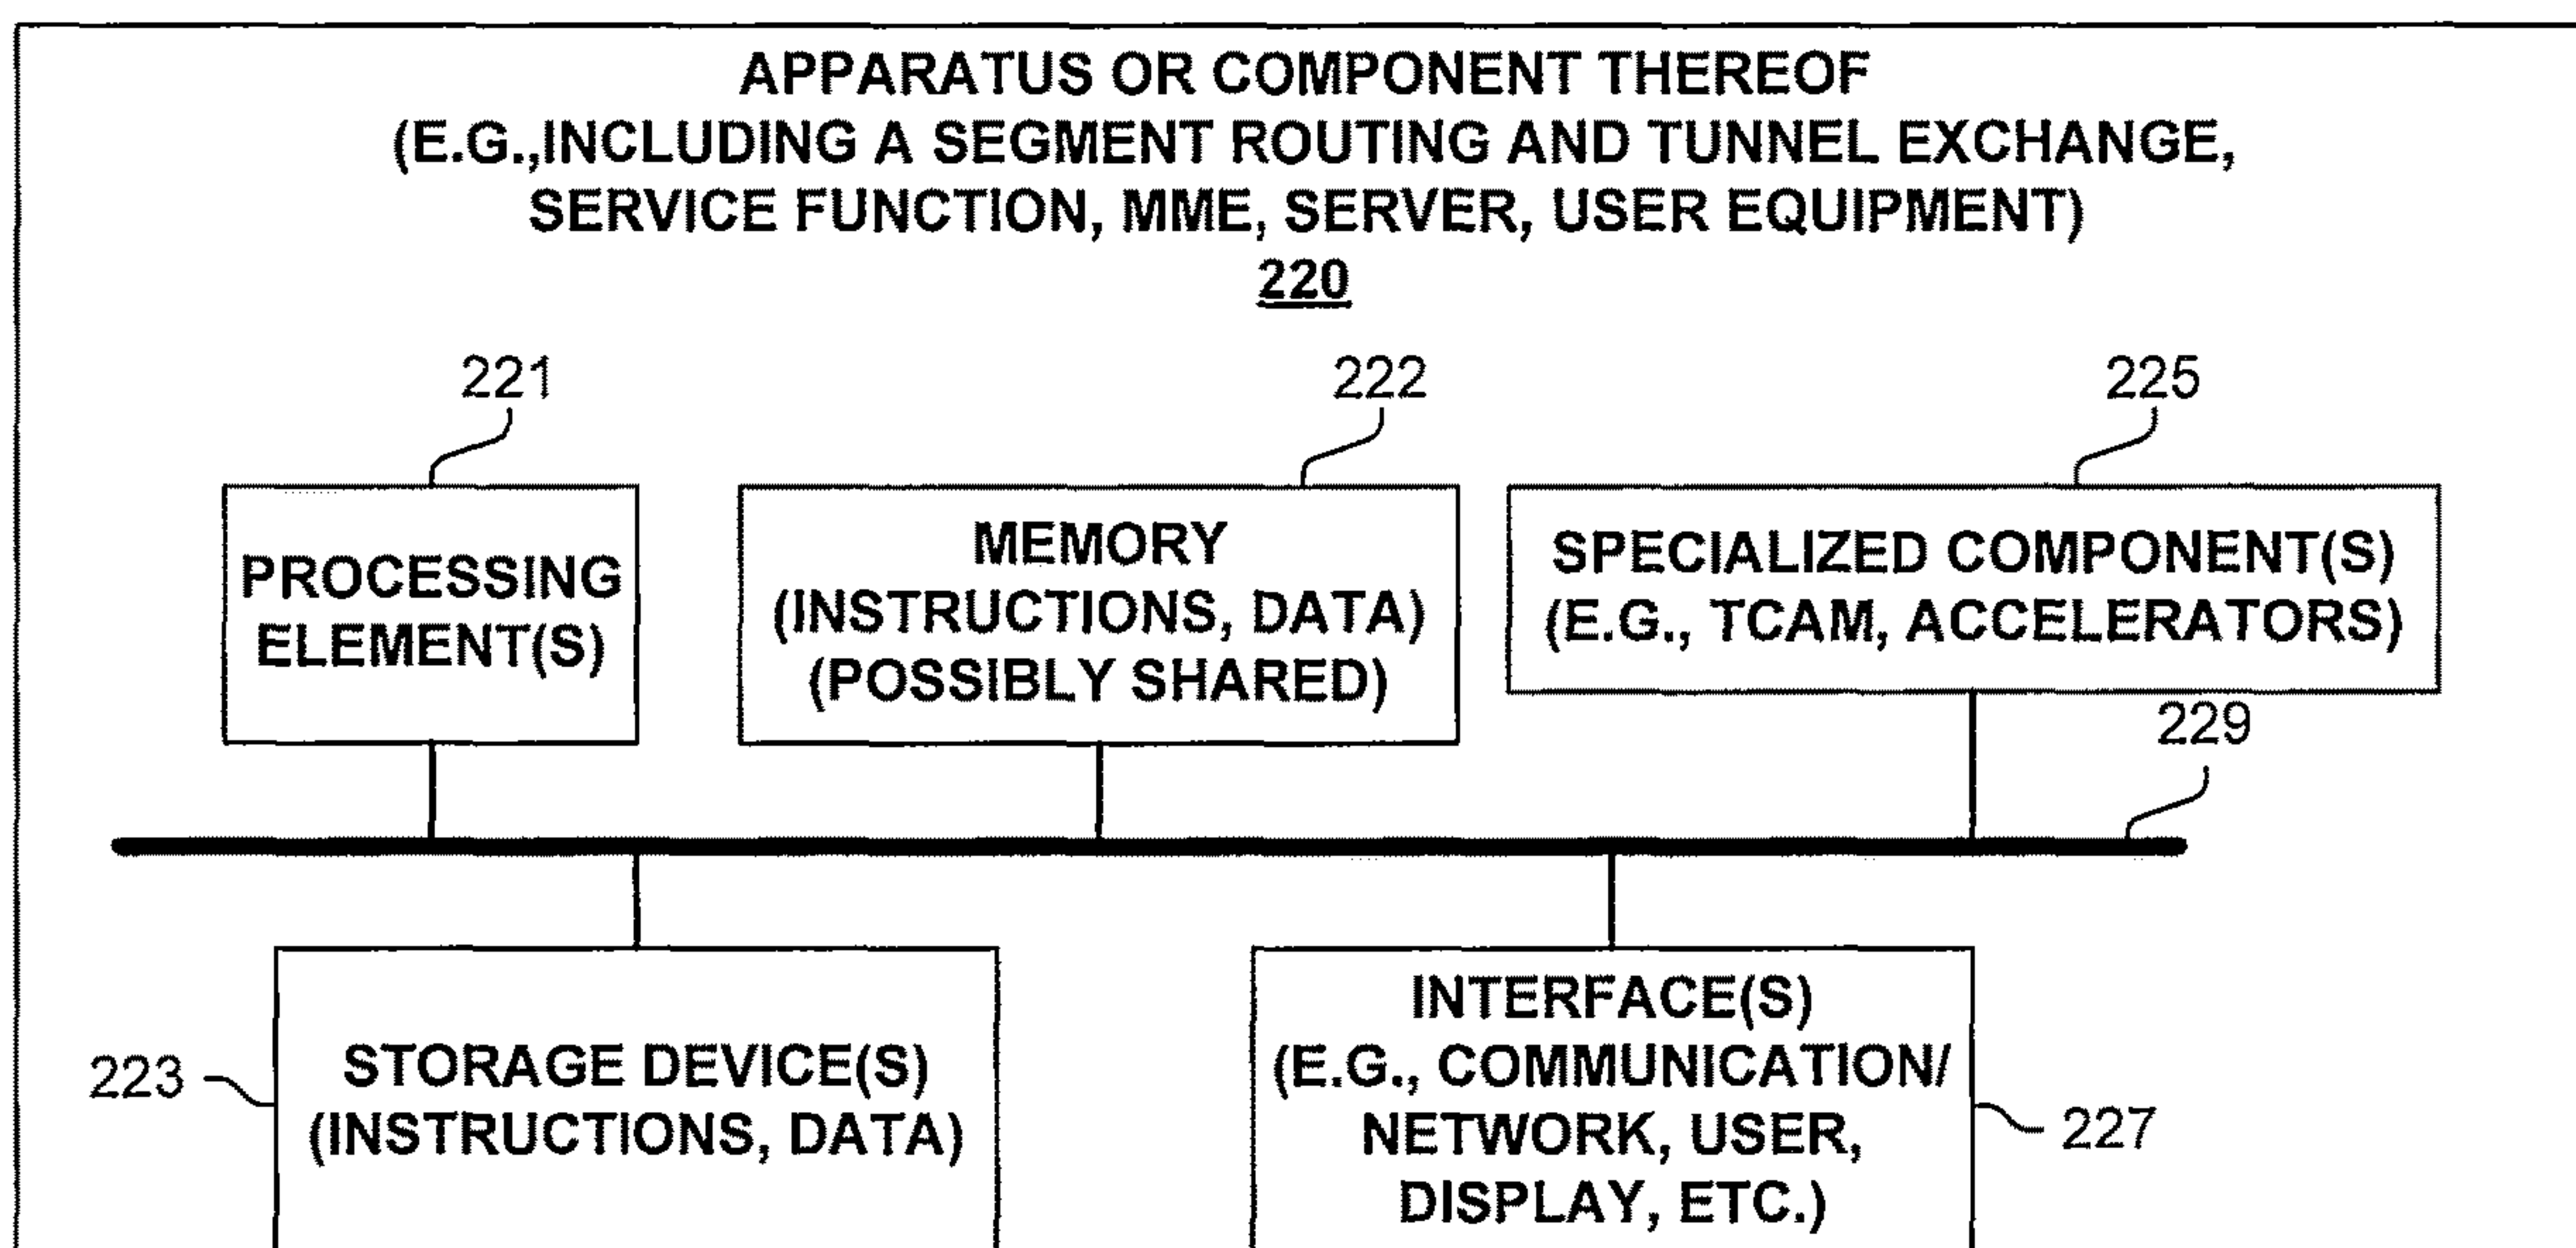 APPARATUS OR COMPONENT THEREOF
(E.G.,INCLUDING A SEGMENT ROUTING AND TUNNEL EXCHANGE,
SERVICE FUNCTION, MME, SERVER, USER EQUIPMENT)
220
221
222
225
PROCESSING
ELEMENT(S)
MEMORY
(INSTRUCTIONS, DATA)
(POSSIBLY SHARED)
SPECIALIZED COMPONENT(S)
(E.G., TCAM, ACCELERATORS)
229
223
STORAGE DEVICE(S)
(INSTRUCTIONS, DATA)
INTERFACE(S)
(E.G., COMMUNICATION/
NETWORK, USER,
DISPLAY, ETC.)
227